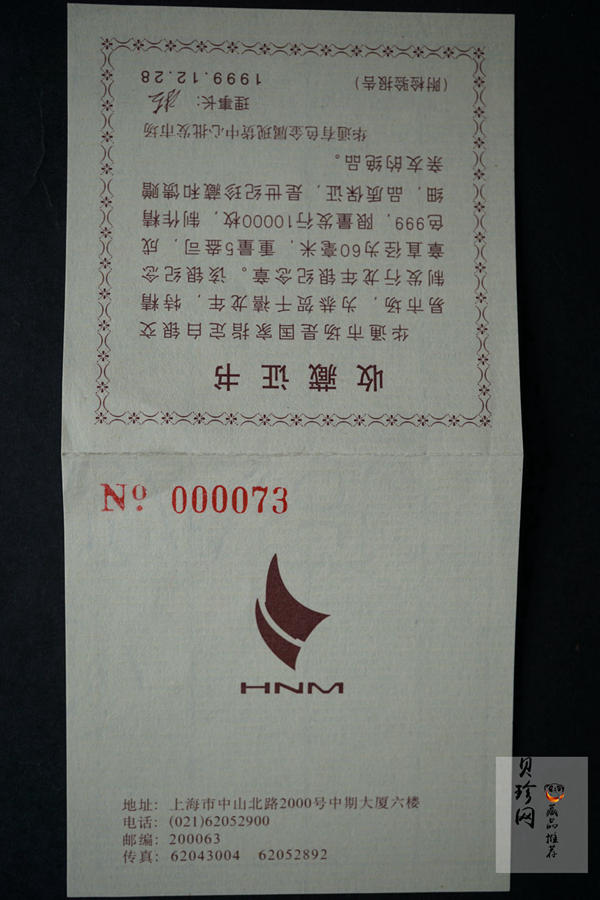 收藏证书
华通市场是国家指定白银交
易市场，为恭贺千禧龙年，特精
制发行龙年银纪念章。该银纪念
章直径为60毫米，重量5盎司，成
色999，限量发行10000枚，制作精
细，品质保证，是世纪珍藏和馈赠
亲友的绝品。
华通有色金属现货中心批发市场
理事长：
(附检验报告) 1999.12.28
Nº 000073
HNM
地址: 上海市中山北路2000号中期大厦六楼
电话: (021)62052900
邮编: 200063
传真: 62043004 62052892
贝珍网
藏品推荐